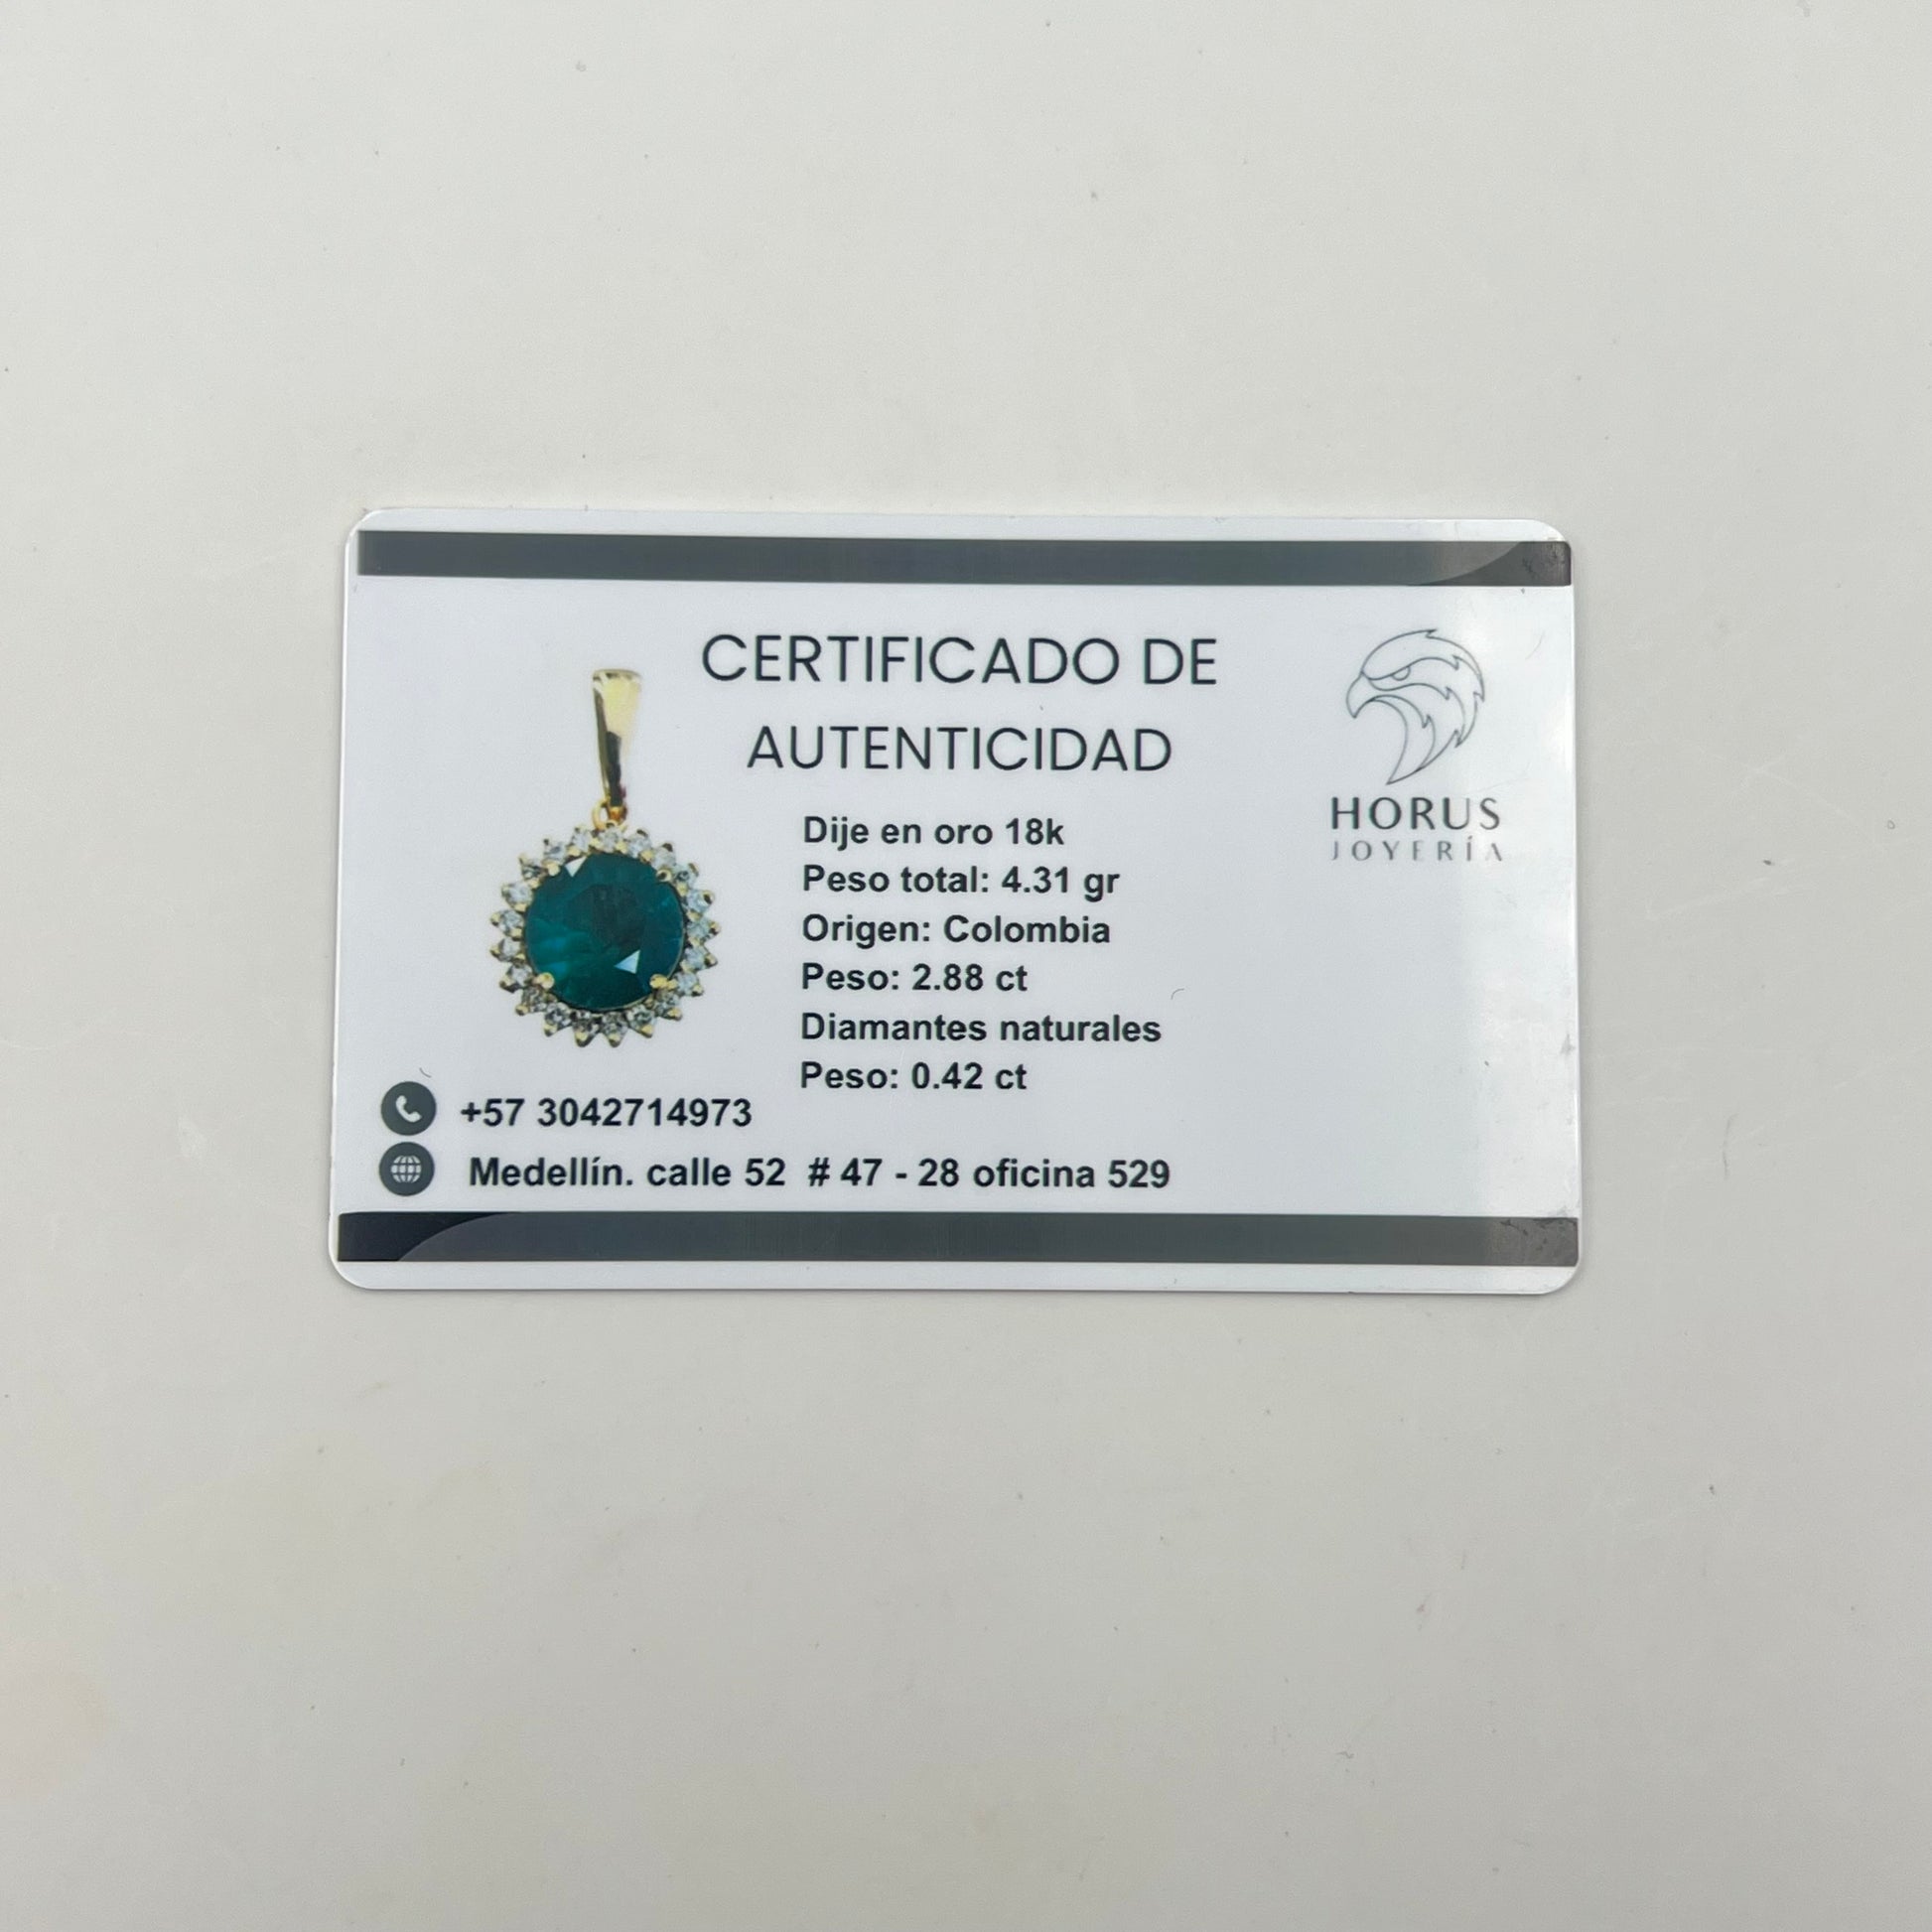 CERTIFICADO DE
AUTENTICIDAD
HORUS
JOYERÍA
Dije en oro 18k
Peso total: 4.31 gr
Origen: Colombia
Peso: 2.88 ct
Diamantes naturales
Peso: 0.42 ct
+57 3042714973
Medellín. calle 52 # 47 - 28 oficina 529